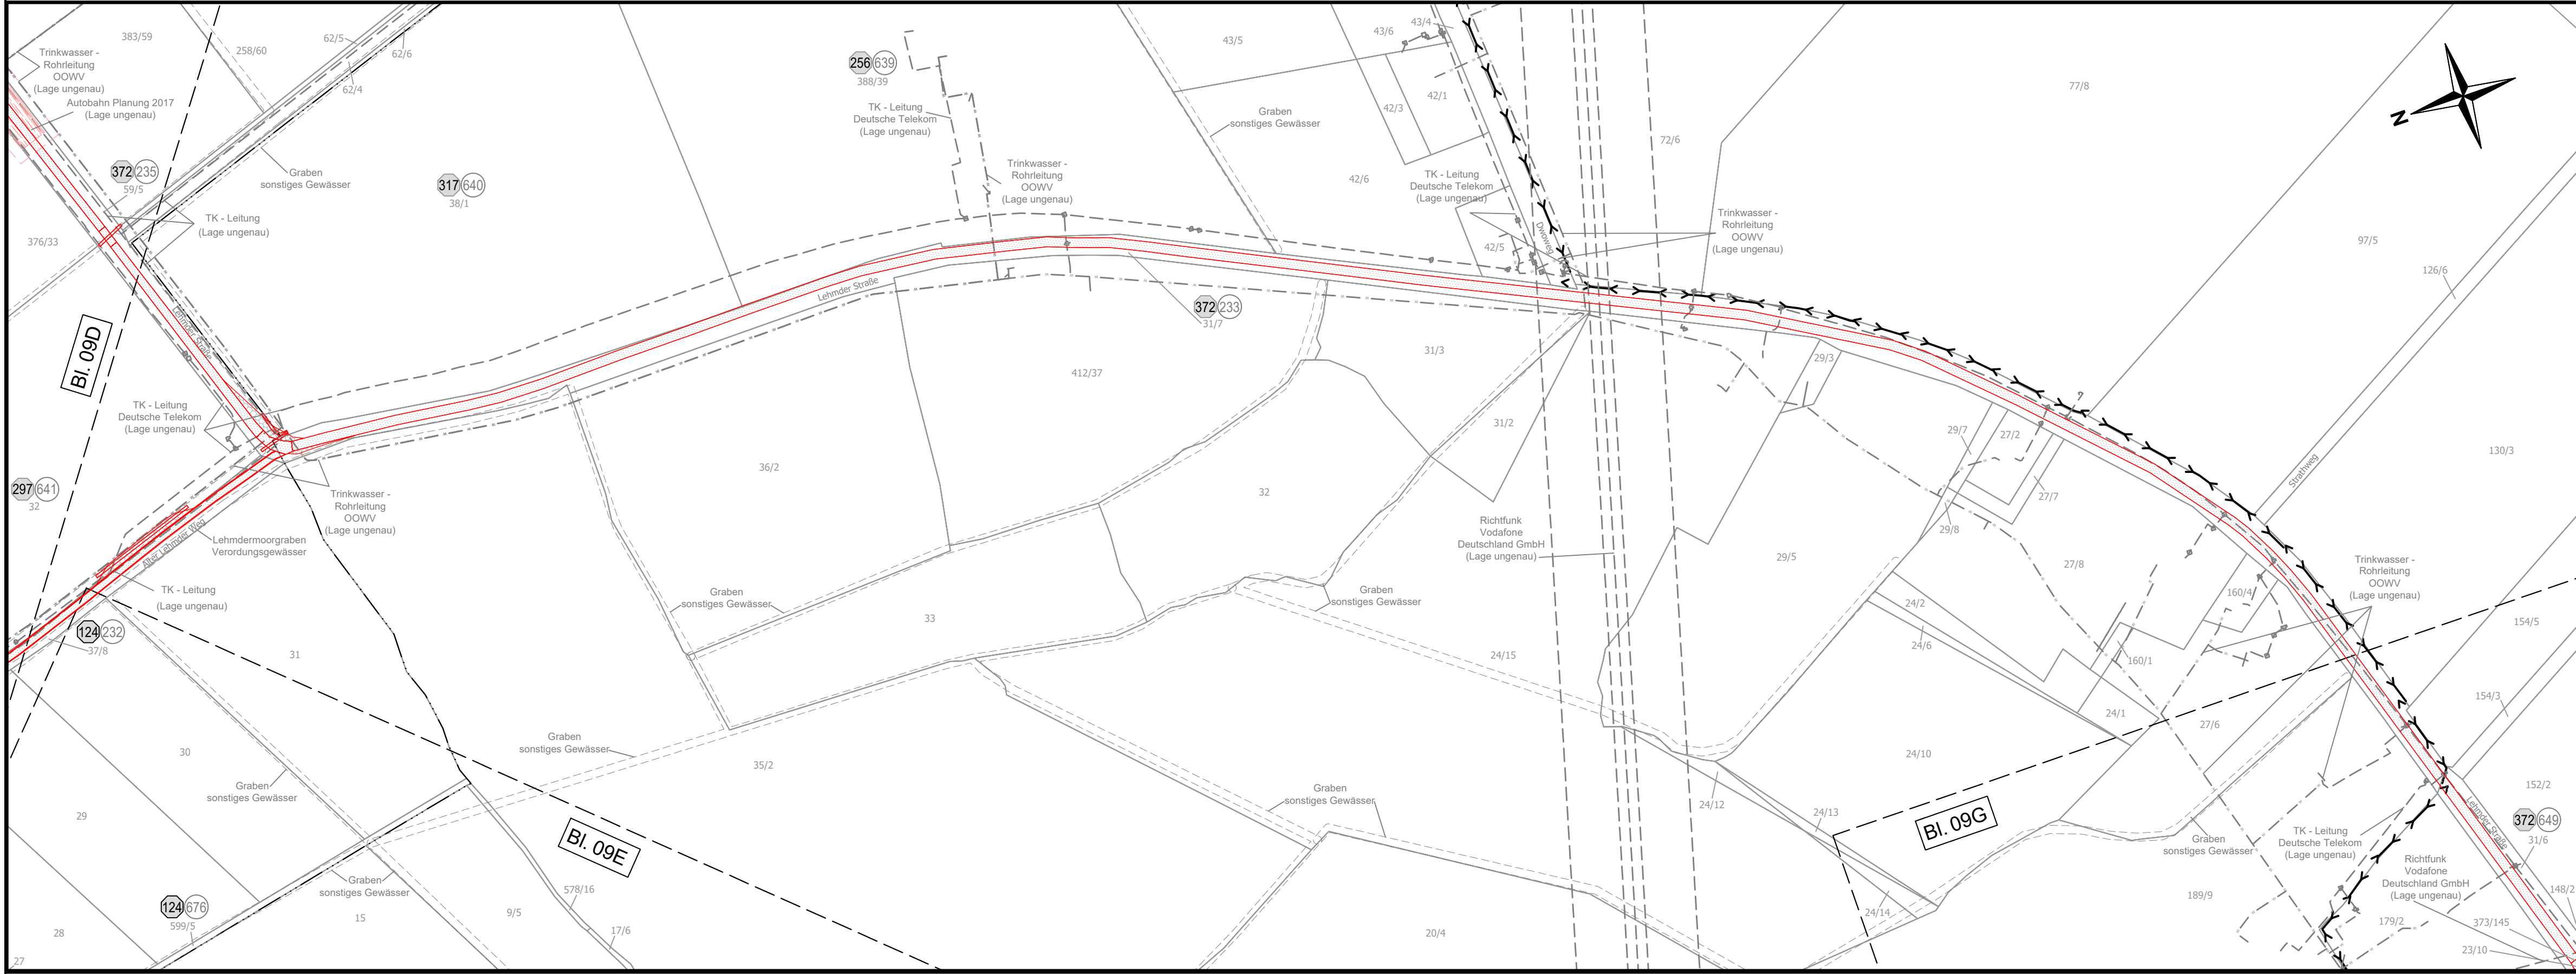 383/59
258/60
62/5
62/6
62/4
Trinkwasser -
Rohrleitung
OOWV
(Lage ungenau)
Autobahn Planung 2017
(Lage ungenau)
372 235
59/5
Graben
sonstiges Gewässer
TK - Leitung
(Lage ungenau)
376/33
317 640
38/1
256 639
388/39
TK - Leitung
Deutsche Telekom
(Lage ungenau)
Trinkwasser -
Rohrleitung
OOWV
(Lage ungenau)
43/5
43/6
43/4
42/3
42/1
Graben
sonstiges Gewässer
42/6
TK - Leitung
Deutsche Telekom
(Lage ungenau)
42/5
Dwoweg
72/6
77/8
N
Trinkwasser -
Rohrleitung
OOWV
(Lage ungenau)
97/5
126/6
Bl. 09D
Lehmder Straße
Lehmder Straße
372 233
31/7
TK - Leitung
Deutsche Telekom
(Lage ungenau)
412/37
31/3
29/3
31/2
29/7
27/2
130/3
Strathweg
36/2
32
27/7
297 641
32
Trinkwasser -
Rohrleitung
OOWV
(Lage ungenau)
Lehmdermoorgraben
Verordungsgewässer
Alter Lehmder Weg
Richtfunk
Vodafone
Deutschland GmbH
(Lage ungenau)
29/8
29/5
27/8
Trinkwasser -
Rohrleitung
OOWV
(Lage ungenau)
TK - Leitung
(Lage ungenau)
Graben
sonstiges Gewässer
Graben
sonstiges Gewässer
33
24/2
24/6
160/4
154/5
124 232
37/8
31
24/15
160/1
154/3
24/1
27/6
30
Graben
sonstiges Gewässer
35/2
24/10
Graben
sonstiges Gewässer
Graben
sonstiges Gewässer
24/12
24/13
152/2
29
Bl. 09E
Bl. 09G
Lehmder Straße
372 649
31/6
Graben
sonstiges Gewässer
TK - Leitung
Deutsche Telekom
(Lage ungenau)
Richtfunk
Vodafone
Deutschland GmbH
(Lage ungenau)
Graben
sonstiges Gewässer
578/16
9/5
148/2
124 676
599/5
15
17/6
24/14
189/9
179/2
373/145
28
20/4
23/10
27